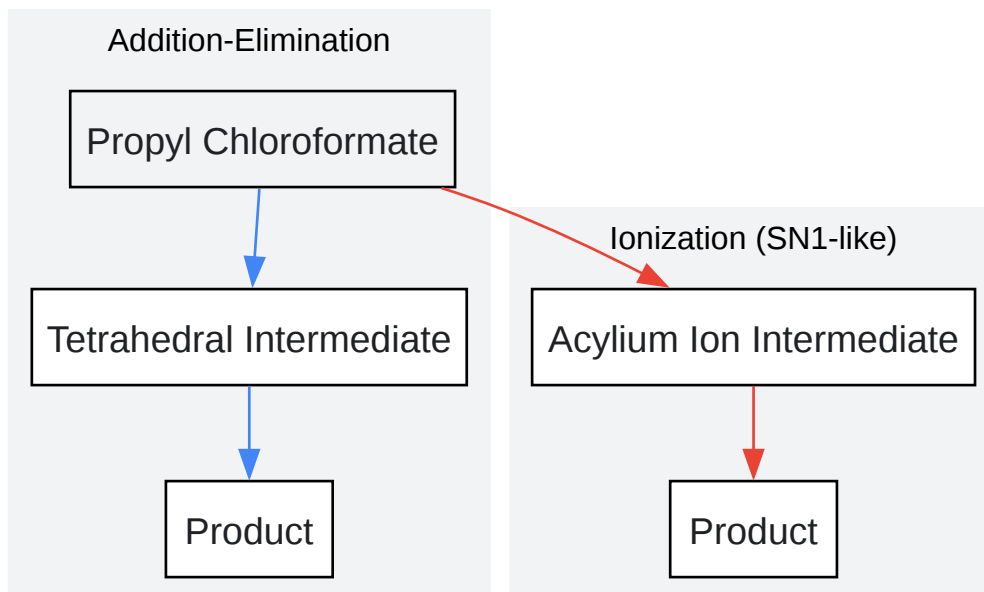 Addition-Elimination
Propyl Chloroformate
Tetrahedral Intermediate
Product
Ionization (SN1-like)
Acylium Ion Intermediate
Product